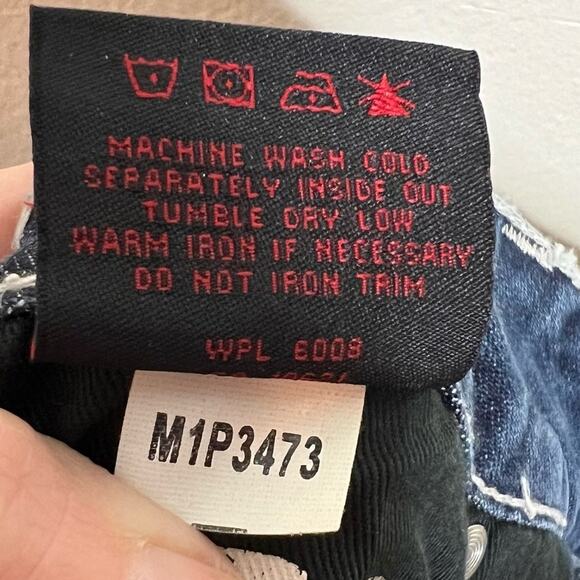 MACHINE WASH COLD
SEPARATELY INSIDE OUT
TUMBLE DRY LOW
WARM IRON IF NECESSARY
DO NOT IRON TRIM
WPL 6008
M1P3473